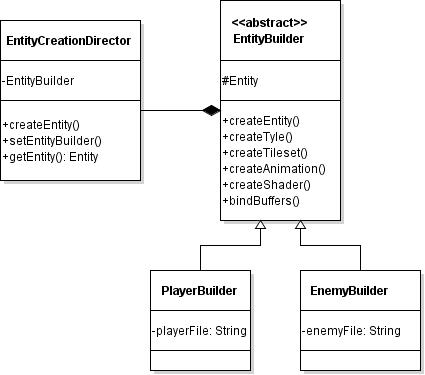 EntityCreationDirector
-EntityBuilder
+createEntity()
+setEntityBuilder()
+getEntity(): Entity
<<abstract>>
EntityBuilder
#Entity
+createEntity()
+createTyle()
+createTileset()
+createAnimation()
+createShader()
+bindBuffers()
PlayerBuilder
-playerFile: String
EnemyBuilder
-enemyFile: String